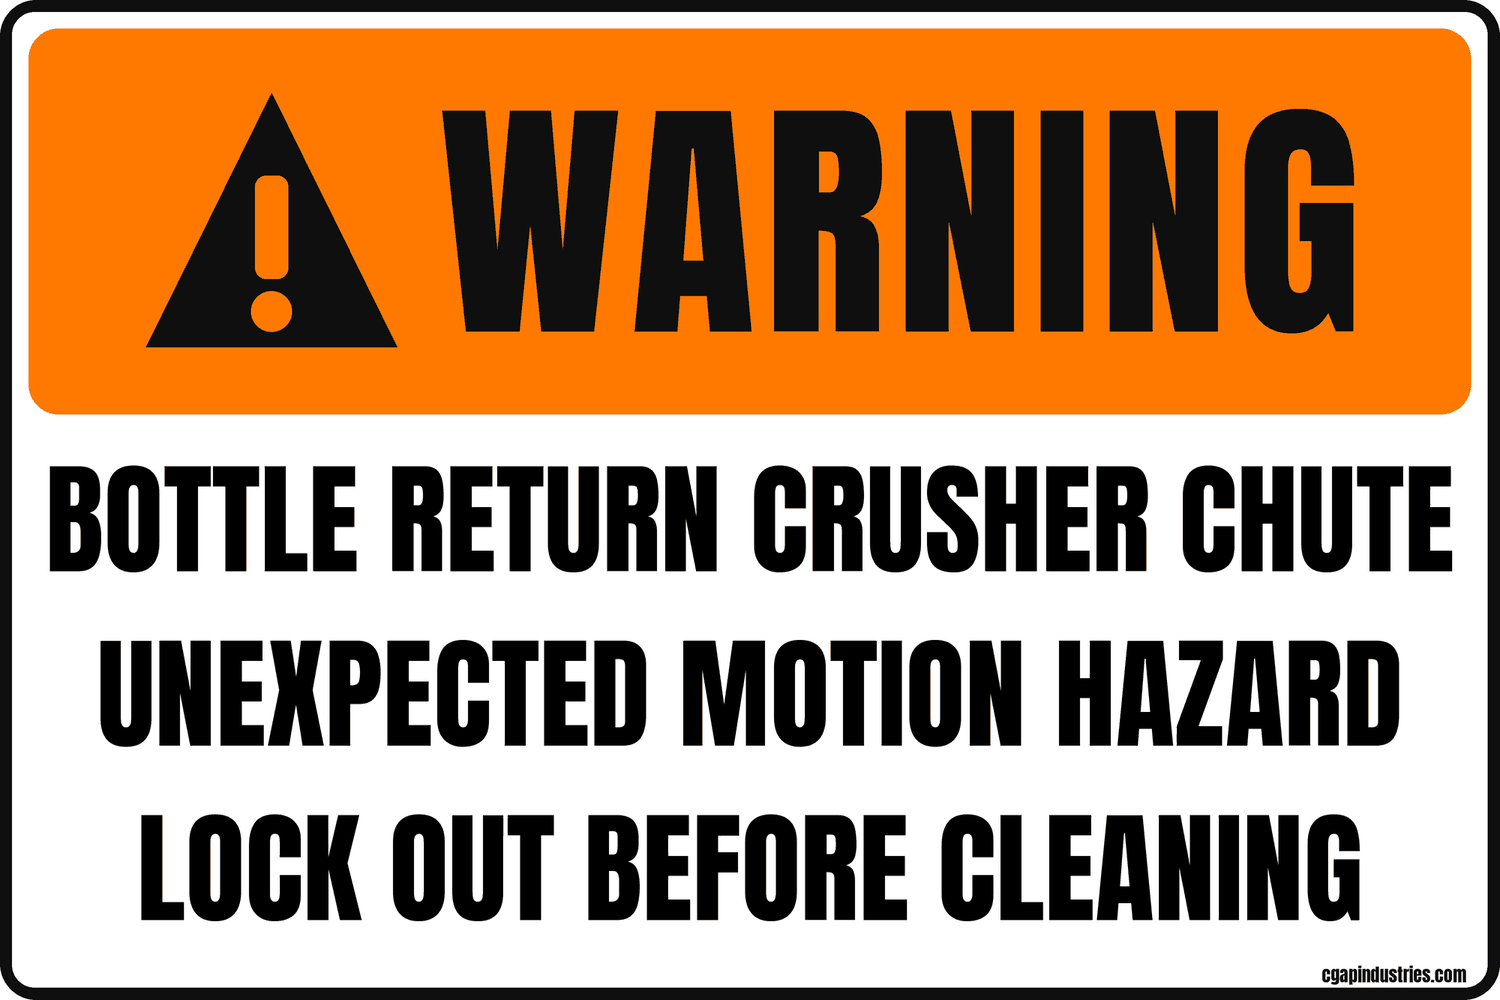 WARNING
BOTTLE RETURN CRUSHER CHUTE
UNEXPECTED MOTION HAZARD
LOCK OUT BEFORE CLEANING
cgapindustries.com